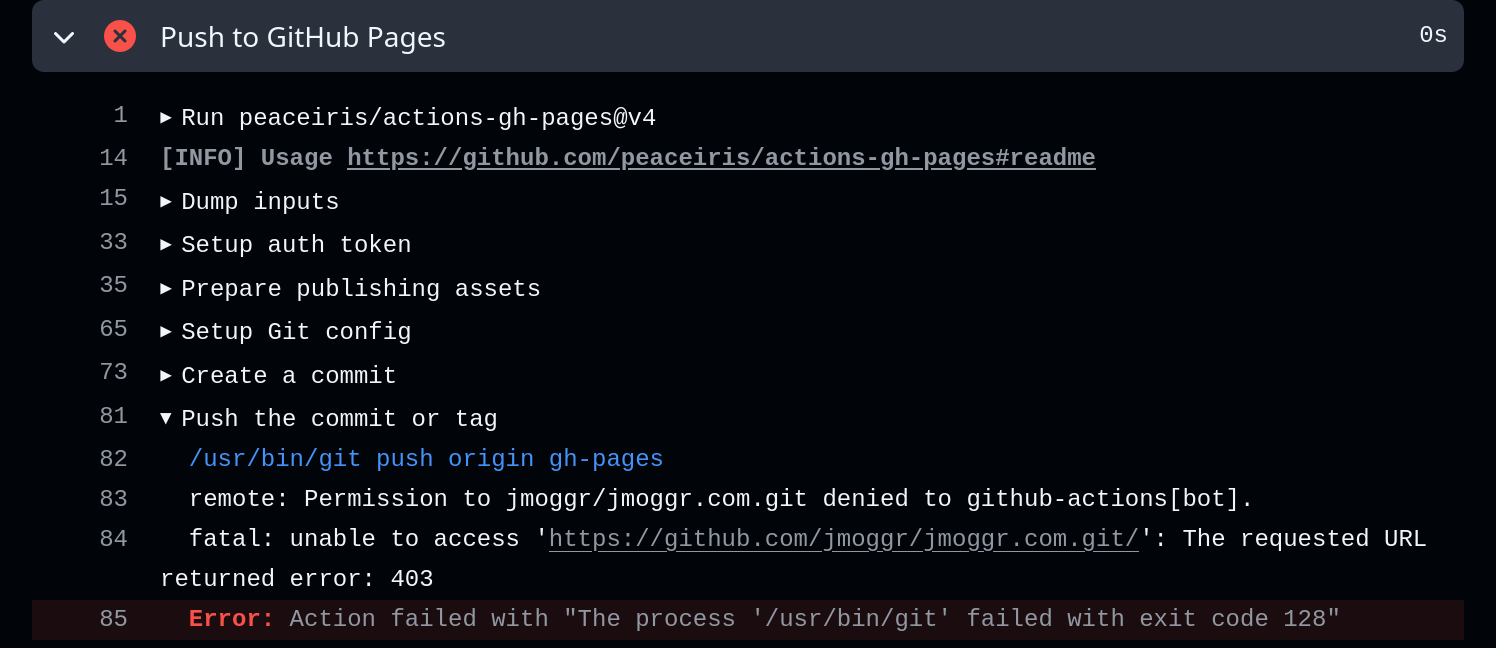 Push to GitHub Pages 0s
1 ▶ Run peaceiris/actions-gh-pages@v4
14 [INFO] Usage https://github.com/peaceiris/actions-gh-pages#readme
15 ▶ Dump inputs
33 ▶ Setup auth token
35 ▶ Prepare publishing assets
65 ▶ Setup Git config
73 ▶ Create a commit
81 ▼ Push the commit or tag
82 /usr/bin/git push origin gh-pages
83 remote: Permission to jmoggr/jmoggr.com.git denied to github-actions[bot].
84 fatal: unable to access 'https://github.com/jmoggr/jmoggr.com.git/': The requested URL
returned error: 403
85 Error: Action failed with "The process '/usr/bin/git' failed with exit code 128"